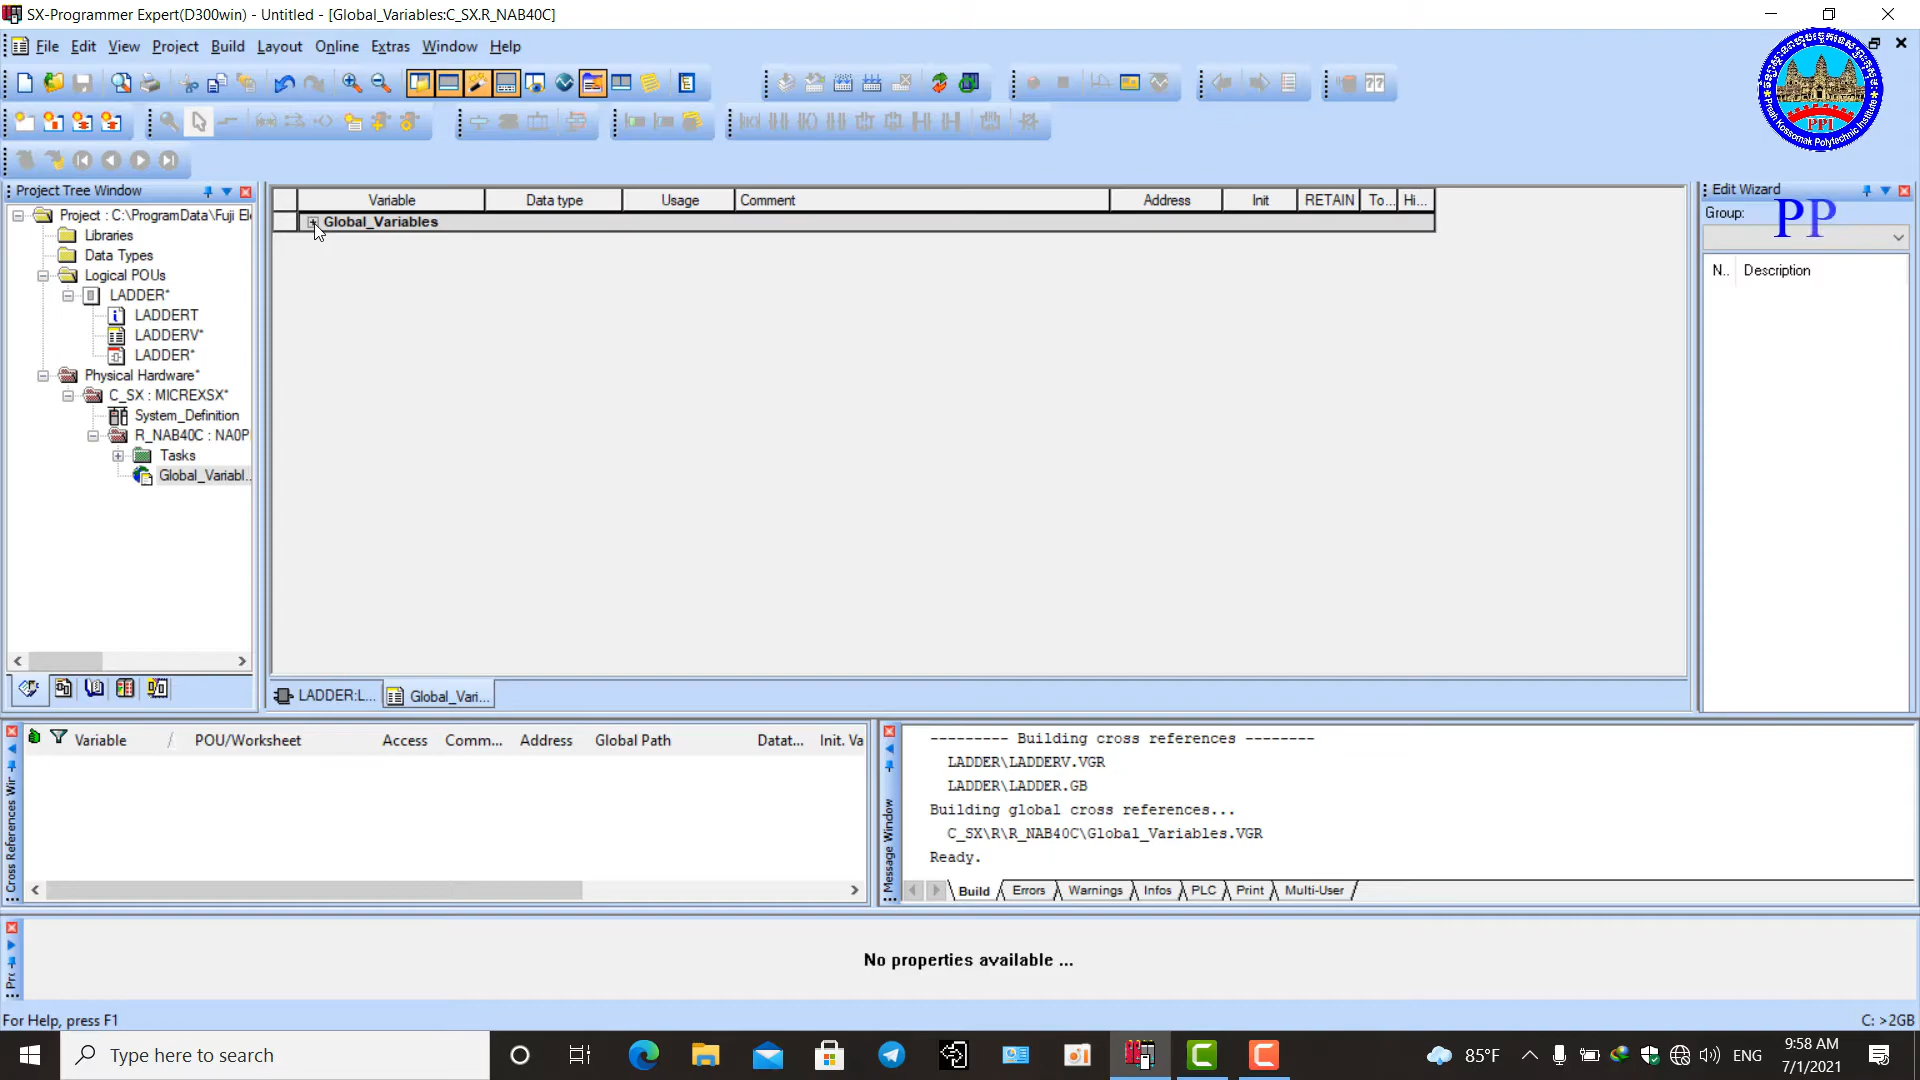 SX-Programmer Expert(D300win) - Untitled - [Global_Variables:C_SX.R_NAB40C]
File Edit View Project Build Layout Online Extras Window Help
Preah Kossomak Polytechnic Institute
PPI
Project Tree Window
Project : C:\ProgramData\Fuji El
Libraries
Data Types
Logical POUs
LADDER*
LADDERT
LADDERV*
LADDER*
Physical Hardware*
C_SX : MICREXSX*
System_Definition
R_NAB40C : NA0P
Tasks
Global_Variabl..
Variable Data type Usage Comment Address Init RETAIN To... Hi...
Global_Variables
LADDER:L... Global_Vari...
Edit Wizard
Group:
PP
N.. Description
Cross References Wir
Variable / POU/Worksheet Access Comm... Address Global Path Datat... Init. Va
Message Window
--------- Building cross references --------
LADDER\LADDERV.VGR
LADDER\LADDER.GB
Building global cross references...
C_SX\R\R_NAB40C\Global_Variables.VGR
Ready.
Build Errors Warnings Infos PLC Print Multi-User
No properties available ...
For Help, press F1
C: >2GB
Type here to search
85°F
ENG
9:58 AM
7/1/2021